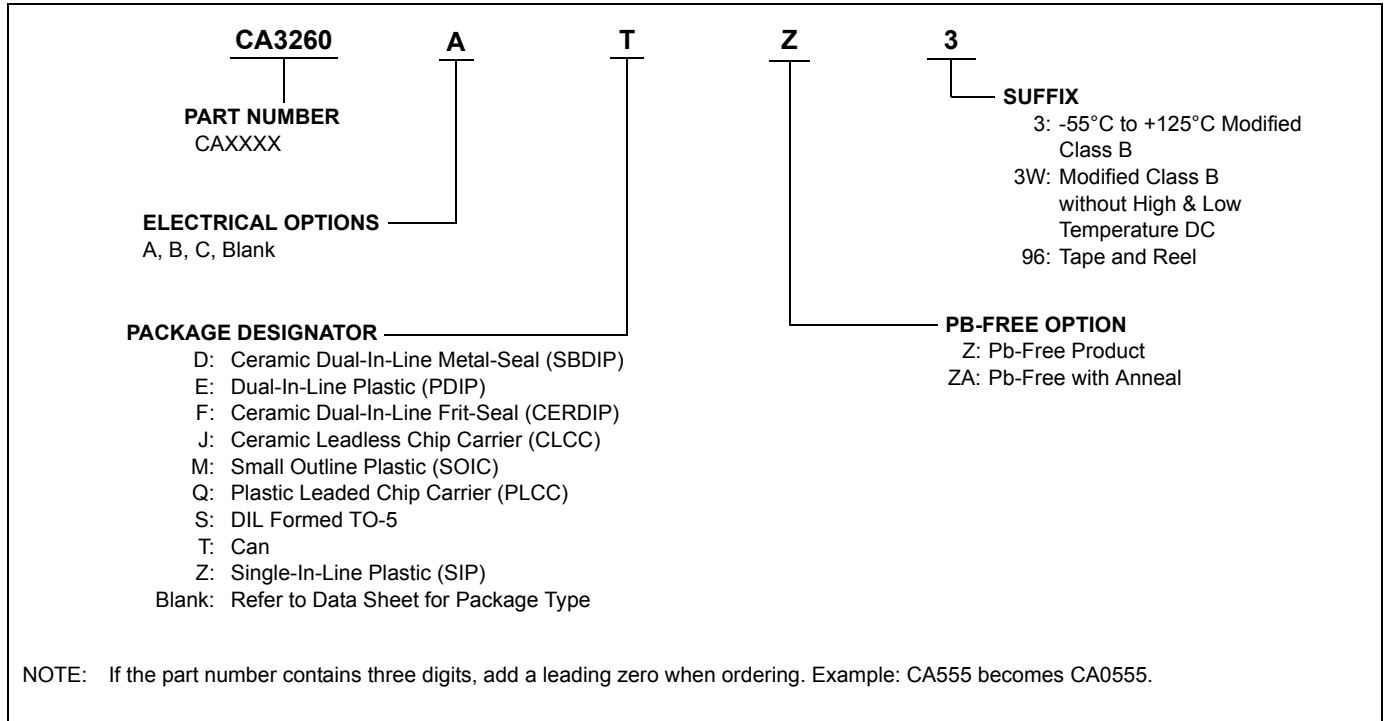 CA3260 A T Z 3
PART NUMBER
CAXXXX
ELECTRICAL OPTIONS
A, B, C, Blank
PACKAGE DESIGNATOR
D: Ceramic Dual-In-Line Metal-Seal (SBDIP)
E: Dual-In-Line Plastic (PDIP)
F: Ceramic Dual-In-Line Frit-Seal (CERDIP)
J: Ceramic Leadless Chip Carrier (CLCC)
M: Small Outline Plastic (SOIC)
Q: Plastic Leaded Chip Carrier (PLCC)
S: DIL Formed TO-5
T: Can
Z: Single-In-Line Plastic (SIP)
Blank: Refer to Data Sheet for Package Type
SUFFIX
3: -55°C to +125°C Modified
Class B
3W: Modified Class B
without High & Low
Temperature DC
96: Tape and Reel
PB-FREE OPTION
Z: Pb-Free Product
ZA: Pb-Free with Anneal
NOTE: If the part number contains three digits, add a leading zero when ordering. Example: CA555 becomes CA0555.